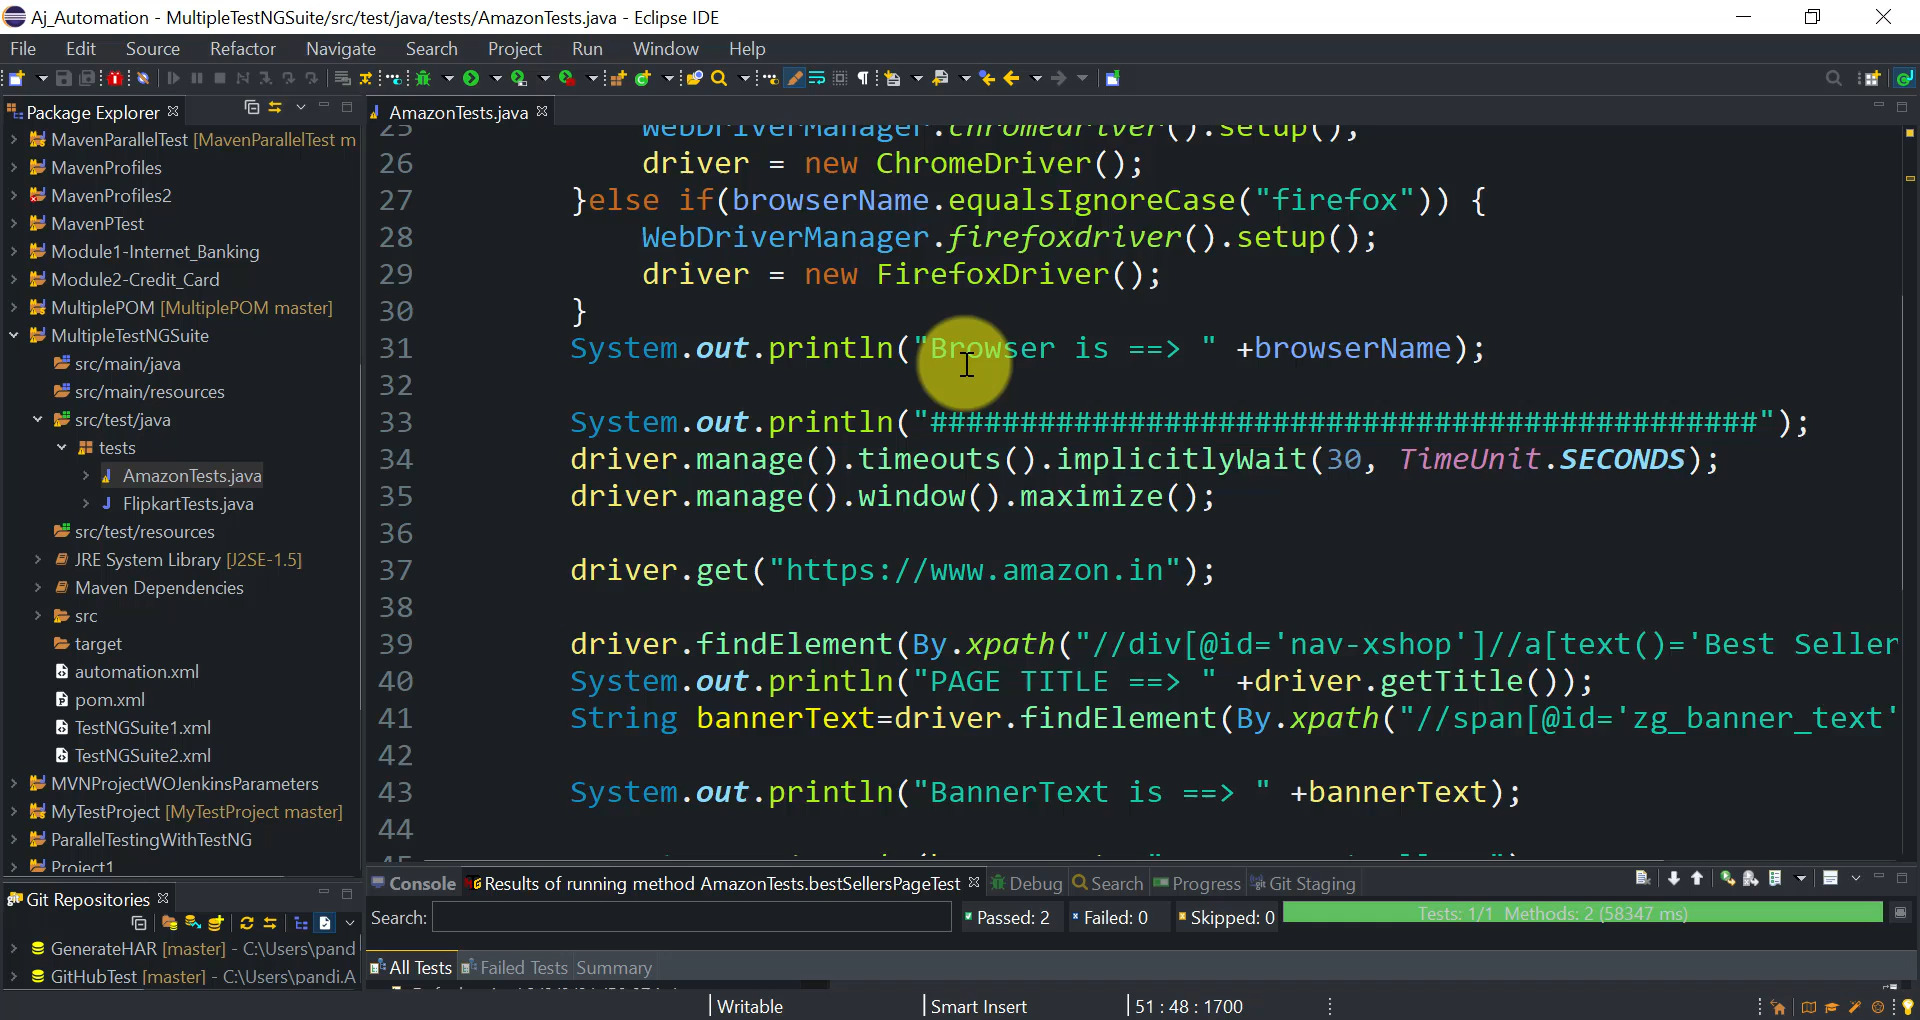 Aj_Automation - MultipleTestNGSuite/src/test/java/tests/AmazonTests.java - Eclipse IDE
File Edit Source Refactor Navigate Search Project Run Window Help
Package Explorer
MavenParallelTest [MavenParallelTest m
MavenProfiles
MavenProfiles2
MavenPTest
Module1-Internet_Banking
Module2-Credit_Card
MultiplePOM [MultiplePOM master]
MultipleTestNGSuite
src/main/java
src/main/resources
src/test/java
tests
AmazonTests.java
FlipkartTests.java
src/test/resources
JRE System Library [J2SE-1.5]
Maven Dependencies
src
target
automation.xml
pom.xml
TestNGSuite1.xml
TestNGSuite2.xml
MVNProjectWOJenkinsParameters
MyTestProject [MyTestProject master]
ParallelTestingWithTestNG
Project1
Git Repositories
GenerateHAR [master] - C:\Users\pand
GitHubTest [master] - C:\Users\pandi.A
AmazonTests.java
25 WebDriverManager.chromedriver().setup();
26 driver = new ChromeDriver();
27 }else if(browserName.equalsIgnoreCase("firefox")) {
28 WebDriverManager.firefoxdriver().setup();
29 driver = new FirefoxDriver();
30 }
31 System.out.println("Browser is ==> " +browserName);
32
33 System.out.println("##############################################");
34 driver.manage().timeouts().implicitlyWait(30, TimeUnit.SECONDS);
35 driver.manage().window().maximize();
36
37 driver.get("https://www.amazon.in");
38
39 driver.findElement(By.xpath("//div[@id='nav-xshop']//a[text()='Best Seller
40 System.out.println("PAGE TITLE ==> " +driver.getTitle());
41 String bannerText=driver.findElement(By.xpath("//span[@id='zg_banner_text'
42
43 System.out.println("BannerText is ==> " +bannerText);
44
Console Results of running method AmazonTests.bestSellersPageTest Debug Search Progress Git Staging
Search: Passed: 2 Failed: 0 Skipped: 0 Tests: 1/1 Methods: 2 (58347 ms)
All Tests Failed Tests Summary
Writable Smart Insert 51 : 48 : 1700